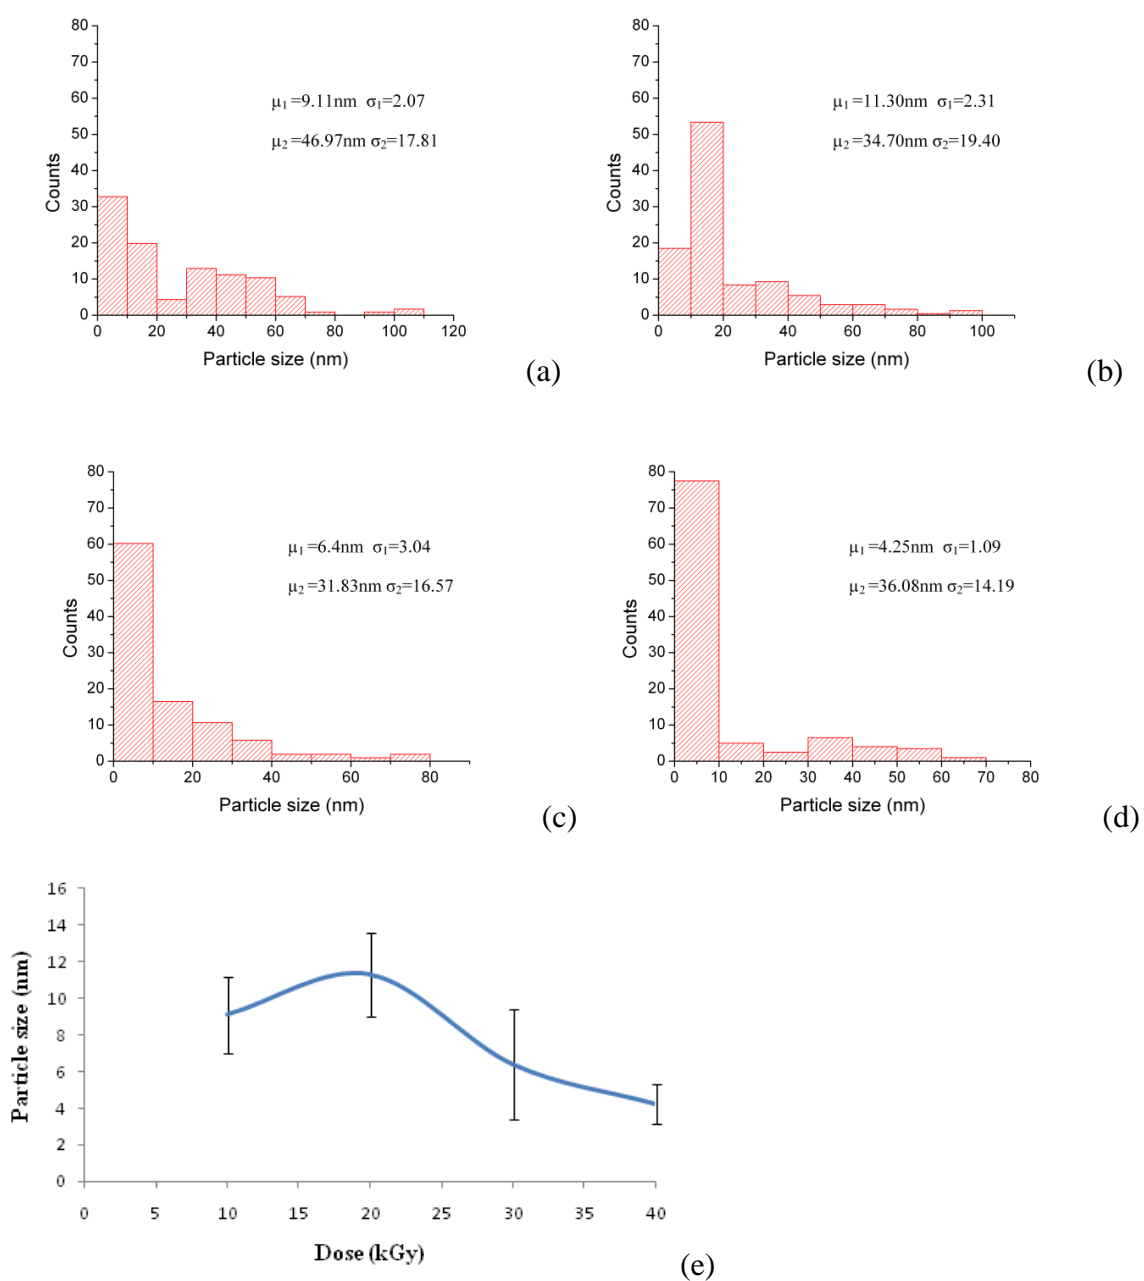 80
70
60
50
40
30
20
10
0
Counts
μ1=9.11nm σ1=2.07
μ2=46.97nm σ2=17.81
0 20 40 60 80 100 120
Particle size (nm)
(a)
80
70
60
50
40
30
20
10
0
Counts
μ1=11.30nm σ1=2.31
μ2=34.70nm σ2=19.40
0 20 40 60 80 100
Particle size (nm)
(b)
80
70
60
50
40
30
20
10
0
Counts
μ1=6.4nm σ1=3.04
μ2=31.83nm σ2=16.57
0 20 40 60 80
Particle size (nm)
(c)
80
70
60
50
40
30
20
10
0
Counts
μ1=4.25nm σ1=1.09
μ2=36.08nm σ2=14.19
0 10 20 30 40 50 60 70 80
Particle size (nm)
(d)
16
14
12
10
8
6
4
2
0
Particle size (nm)
0 5 10 15 20 25 30 35 40
Dose (kGy)
(e)